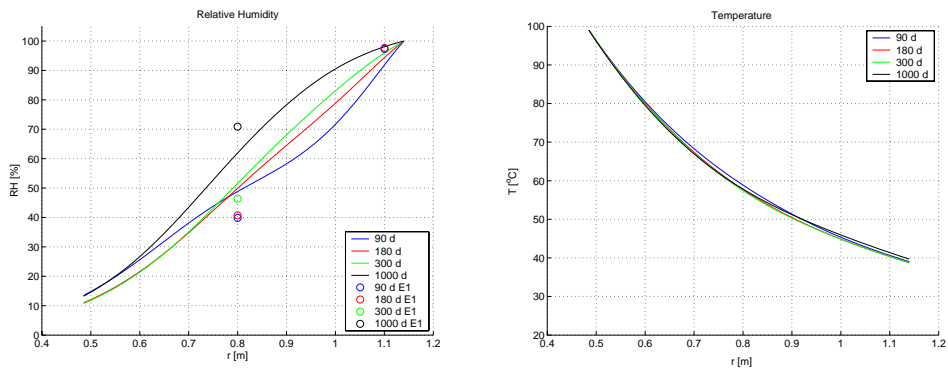 Relative Humidity
RH [%]
100
90
80
70
60
50
40
30
20
10
0
0.4 0.5 0.6 0.7 0.8 0.9 1 1.1 1.2
r [m]
90 d
180 d
300 d
1000 d
90 d E1
180 d E1
300 d E1
1000 d E1
Temperature
T [°C]
100
90
80
70
60
50
40
30
20
0.4 0.5 0.6 0.7 0.8 0.9 1 1.1 1.2
r [m]
90 d
180 d
300 d
1000 d